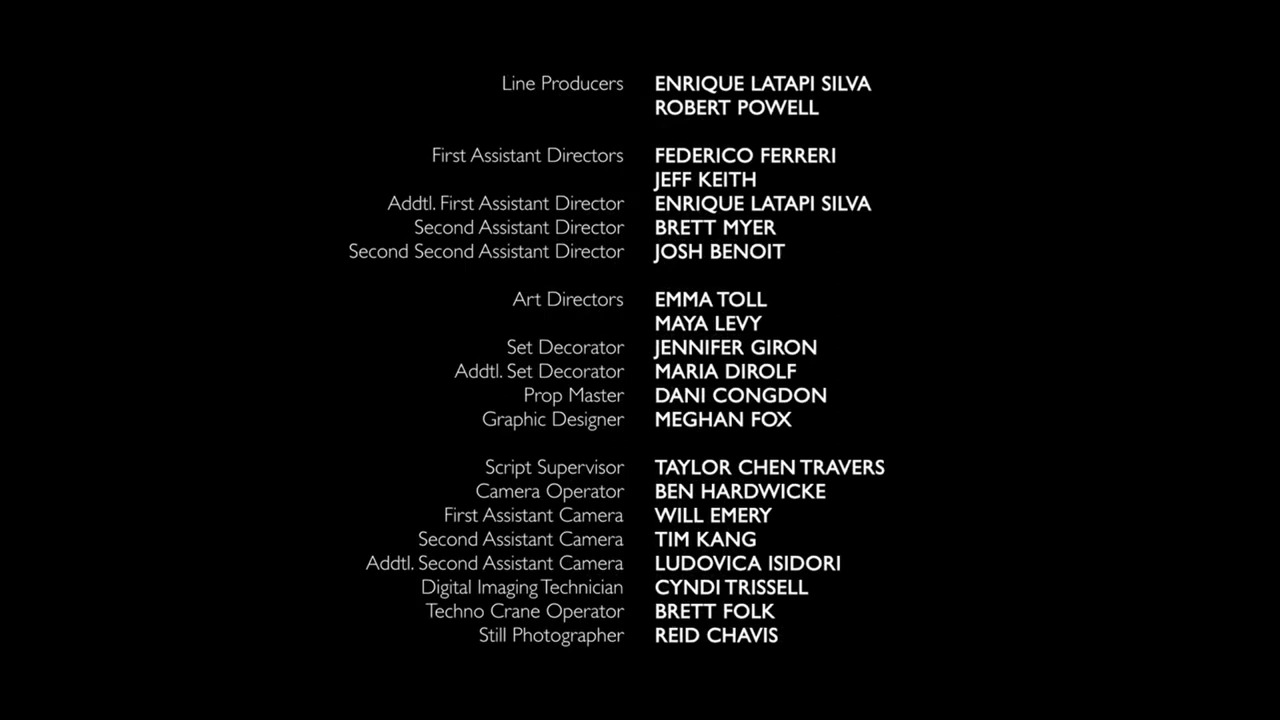 Line Producers ENRIQUE LATAPI SILVA
ROBERT POWELL
First Assistant Directors FEDERICO FERRERI
JEFF KEITH
Addtl. First Assistant Director ENRIQUE LATAPI SILVA
Second Assistant Director BRETT MYER
Second Second Assistant Director JOSH BENOIT
Art Directors EMMA TOLL
MAYA LEVY
Set Decorator JENNIFER GIRON
Addtl. Set Decorator MARIA DIROLF
Prop Master DANI CONGDON
Graphic Designer MEGHAN FOX
Script Supervisor TAYLOR CHEN TRAVERS
Camera Operator BEN HARDWICKE
First Assistant Camera WILL EMERY
Second Assistant Camera TIM KANG
Addtl. Second Assistant Camera LUDOVICA ISIDORI
Digital Imaging Technician CYNDI TRISSELL
Techno Crane Operator BRETT FOLK
Still Photographer REID CHAVIS